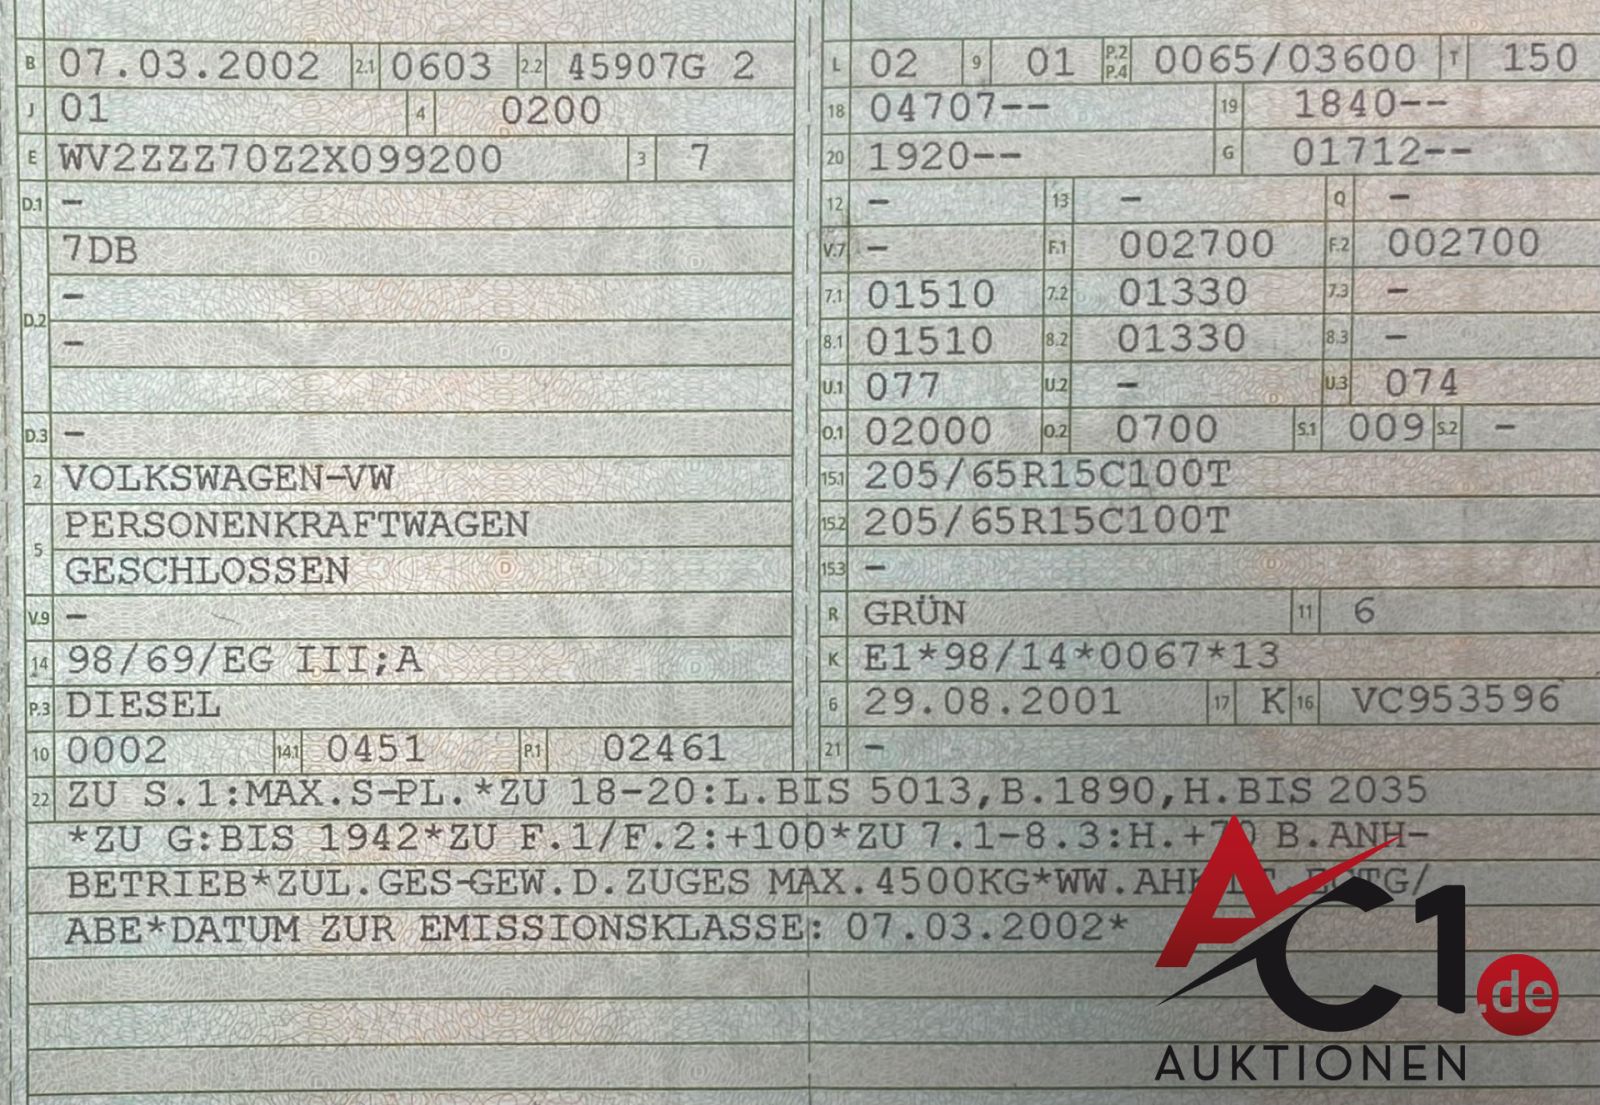 B 07.03.2002 2.1 0603 2.2 45907G 2
J 01 4 0200
E WV2ZZZ70Z2X099200 3 7
D.1 –
D.2 7DB
–
–
D.3 –
2 VOLKSWAGEN-VW
5 PERSONENKRAFTWAGEN
GESCHLOSSEN
V.9 –
14 98/69/EG III;A
P.3 DIESEL
10 0002 14.1 0451 P.1 02461
L 02 9 01 P.2 P.4 0065/03600 T 150
18 04707-- 19 1840--
20 1920-- G 01712--
12 – 13 – Q –
V.7 – F.1 002700 F.2 002700
7.1 01510 7.2 01330 7.3 –
8.1 01510 8.2 01330 8.3 –
U.1 077 U.2 – U.3 074
O.1 02000 O.2 0700 S.1 009 S.2 –
15.1 205/65R15C100T
15.2 205/65R15C100T
15.3 –
R GRÜN 11 6
K E1*98/14*0067*13
6 29.08.2001 17 K 16 VC953596
21 –
22 ZU S.1:MAX.S-PL.*ZU 18-20:L.BIS 5013,B.1890,H.BIS 2035
*ZU G:BIS 1942*ZU F.1/F.2:+100*ZU 7.1-8.3:H.+70 B.ANH-
BETRIEB*ZUL.GES-GEW.D.ZUGES MAX.4500KG*WW.AHK
ABE*DATUM ZUR EMISSIONSKLASSE: 07.03.2002*
AC1.de
AUKTIONEN